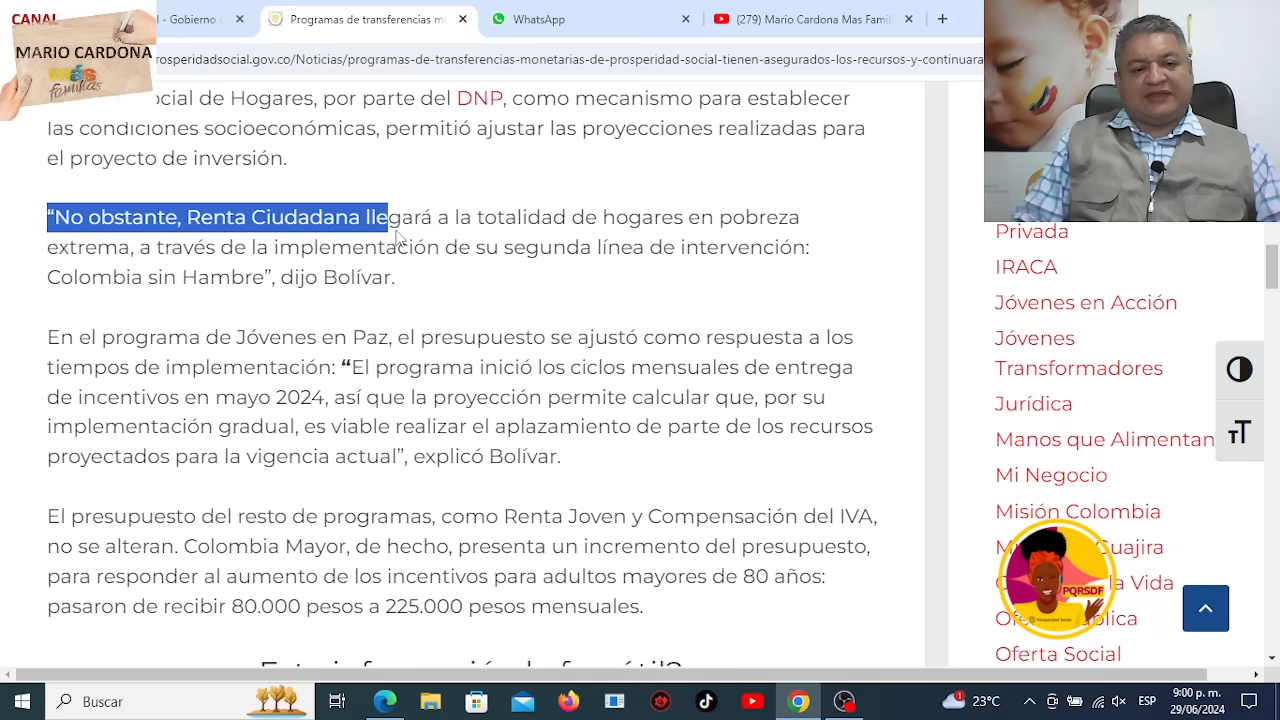 CANAL
MARIO CARDONA
más
familias
l - Gobierno c
Programas de transferencias m
WhatsApp
(279) Mario Cardona Mas Famil
rosperidadsocial.gov.co/Noticias/programas-de-transferencias-monetarias-de-prosperidad-social-tienen-asegurados-los-recursos-y-continuara
ocial de Hogares, por parte del DNP, como mecanismo para establecer
las condiciones socioeconómicas, permitió ajustar las proyecciones realizadas para
el proyecto de inversión.
“No obstante, Renta Ciudadana llegará a la totalidad de hogares en pobreza
extrema, a través de la implementación de su segunda línea de intervención:
Colombia sin Hambre”, dijo Bolívar.
En el programa de Jóvenes en Paz, el presupuesto se ajustó como respuesta a los
tiempos de implementación: “El programa inició los ciclos mensuales de entrega
de incentivos en mayo 2024, así que la proyección permite calcular que, por su
implementación gradual, es viable realizar el aplazamiento de parte de los recursos
proyectados para la vigencia actual”, explicó Bolívar.
El presupuesto del resto de programas, como Renta Joven y Compensación del IVA,
no se alteran. Colombia Mayor, de hecho, presenta un incremento del presupuesto,
para responder al aumento de los incentivos para adultos mayores de 80 años:
pasaron de recibir 80.000 pesos a 225.000 pesos mensuales.
Privada
IRACA
Jóvenes en Acción
Jóvenes
Transformadores
Jurídica
Manos que Alimentan
Mi Negocio
Misión Colombia
Guajira
la Vida
Oferta Social
PQRSDF
Prosperidad Social
Buscar
23°C
ESP
9:00 p. m.
29/06/2024